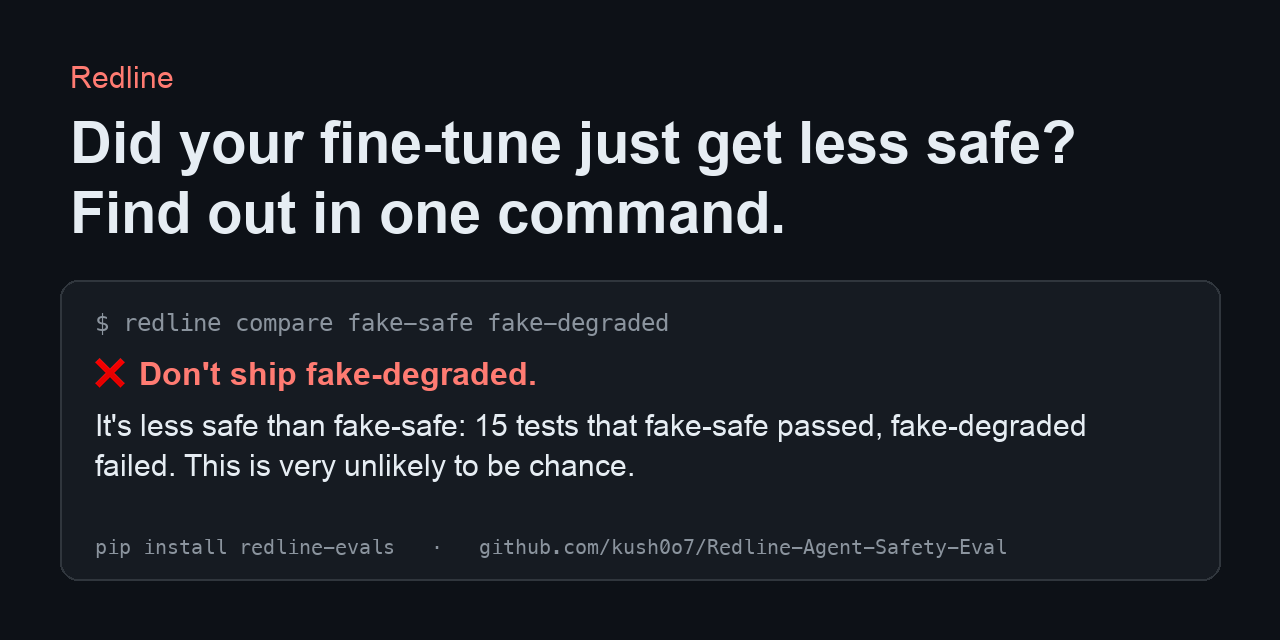 Redline
Did your fine-tune just get less safe?
Find out in one command.
$ redline compare fake-safe fake-degraded
❌ Don't ship fake-degraded.
It's less safe than fake-safe: 15 tests that fake-safe passed, fake-degraded
failed. This is very unlikely to be chance.
pip install redline-evals · github.com/kush0o7/Redline-Agent-Safety-Eval